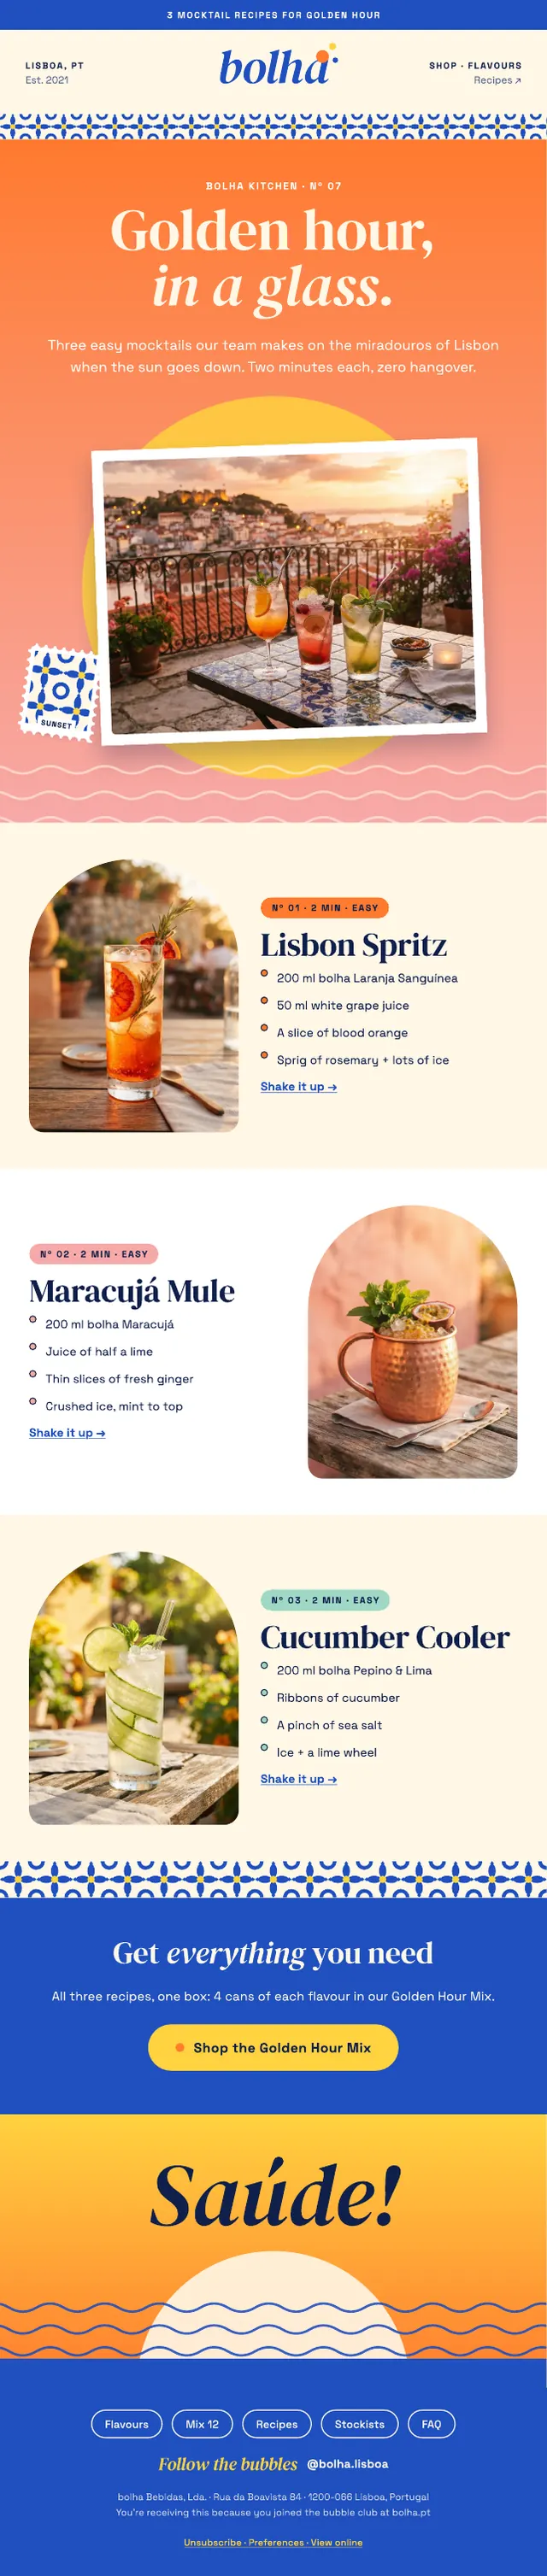 3 MOCKTAIL RECIPES FOR GOLDEN HOUR
LISBOA, PT
Est. 2021
bolha
SHOP · FLAVOURS
Recipes ↗
BOLHA KITCHEN · Nº 07
Golden hour,
in a glass.
Three easy mocktails our team makes on the miradouros of Lisbon
when the sun goes down. Two minutes each, zero hangover.
SUNSET
Nº 01 · 2 MIN · EASY
Lisbon Spritz
200 ml bolha Laranja Sanguínea
50 ml white grape juice
A slice of blood orange
Sprig of rosemary + lots of ice
Shake it up →
Nº 02 · 2 MIN · EASY
Maracujá Mule
200 ml bolha Maracujá
Juice of half a lime
Thin slices of fresh ginger
Crushed ice, mint to top
Shake it up →
Nº 03 · 2 MIN · EASY
Cucumber Cooler
200 ml bolha Pepino & Lima
Ribbons of cucumber
A pinch of sea salt
Ice + a lime wheel
Shake it up →
Get everything you need
All three recipes, one box: 4 cans of each flavour in our Golden Hour Mix.
Shop the Golden Hour Mix
Saúde!
Flavours
Mix 12
Recipes
Stockists
FAQ
Follow the bubbles @bolha.lisboa
bolha Bebidas, Lda. · Rua da Boavista 84 · 1200-066 Lisboa, Portugal
You're receiving this because you joined the bubble club at bolha.pt
Unsubscribe · Preferences · View online